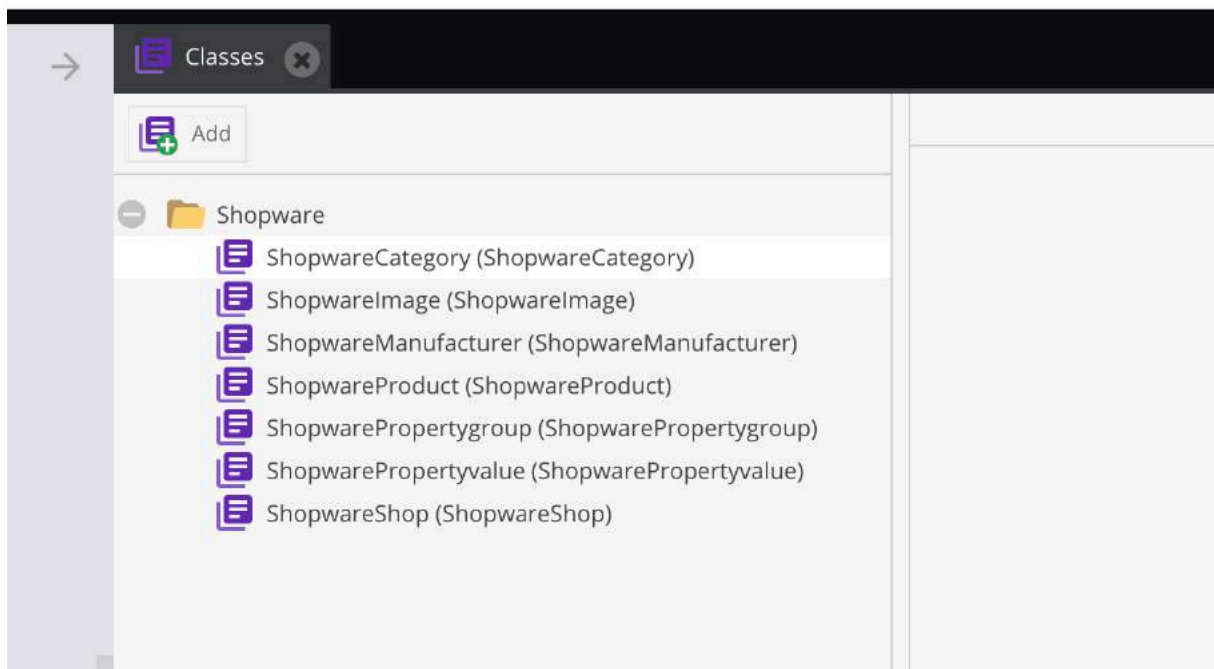 Classes
Add
Shopware
ShopwareCategory (ShopwareCategory)
ShopwareImage (ShopwareImage)
ShopwareManufacturer (ShopwareManufacturer)
ShopwareProduct (ShopwareProduct)
ShopwarePropertygroup (ShopwarePropertygroup)
ShopwarePropertyvalue (ShopwarePropertyvalue)
ShopwareShop (ShopwareShop)